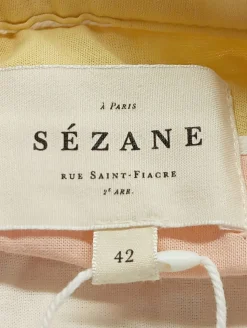 À PARIS
SÉZANE
RUE SAINT-FIACRE
2E ARR.
42